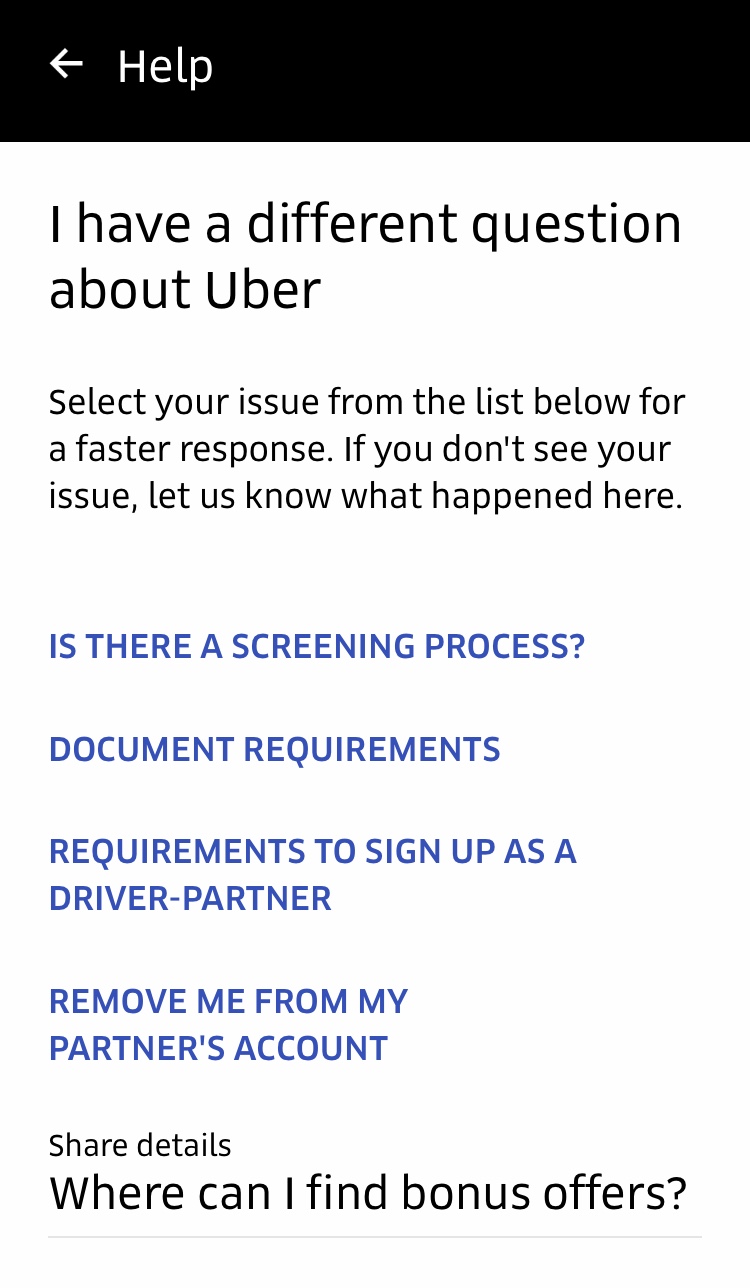 Help
I have a different question
about Uber
Select your issue from the list below for
a faster response. If you don't see your
issue, let us know what happened here.
IS THERE A SCREENING PROCESS?
DOCUMENT REQUIREMENTS
REQUIREMENTS TO SIGN UP AS A
DRIVER-PARTNER
REMOVE ME FROM MY
PARTNER'S ACCOUNT
Share details
Where can I find bonus offers?